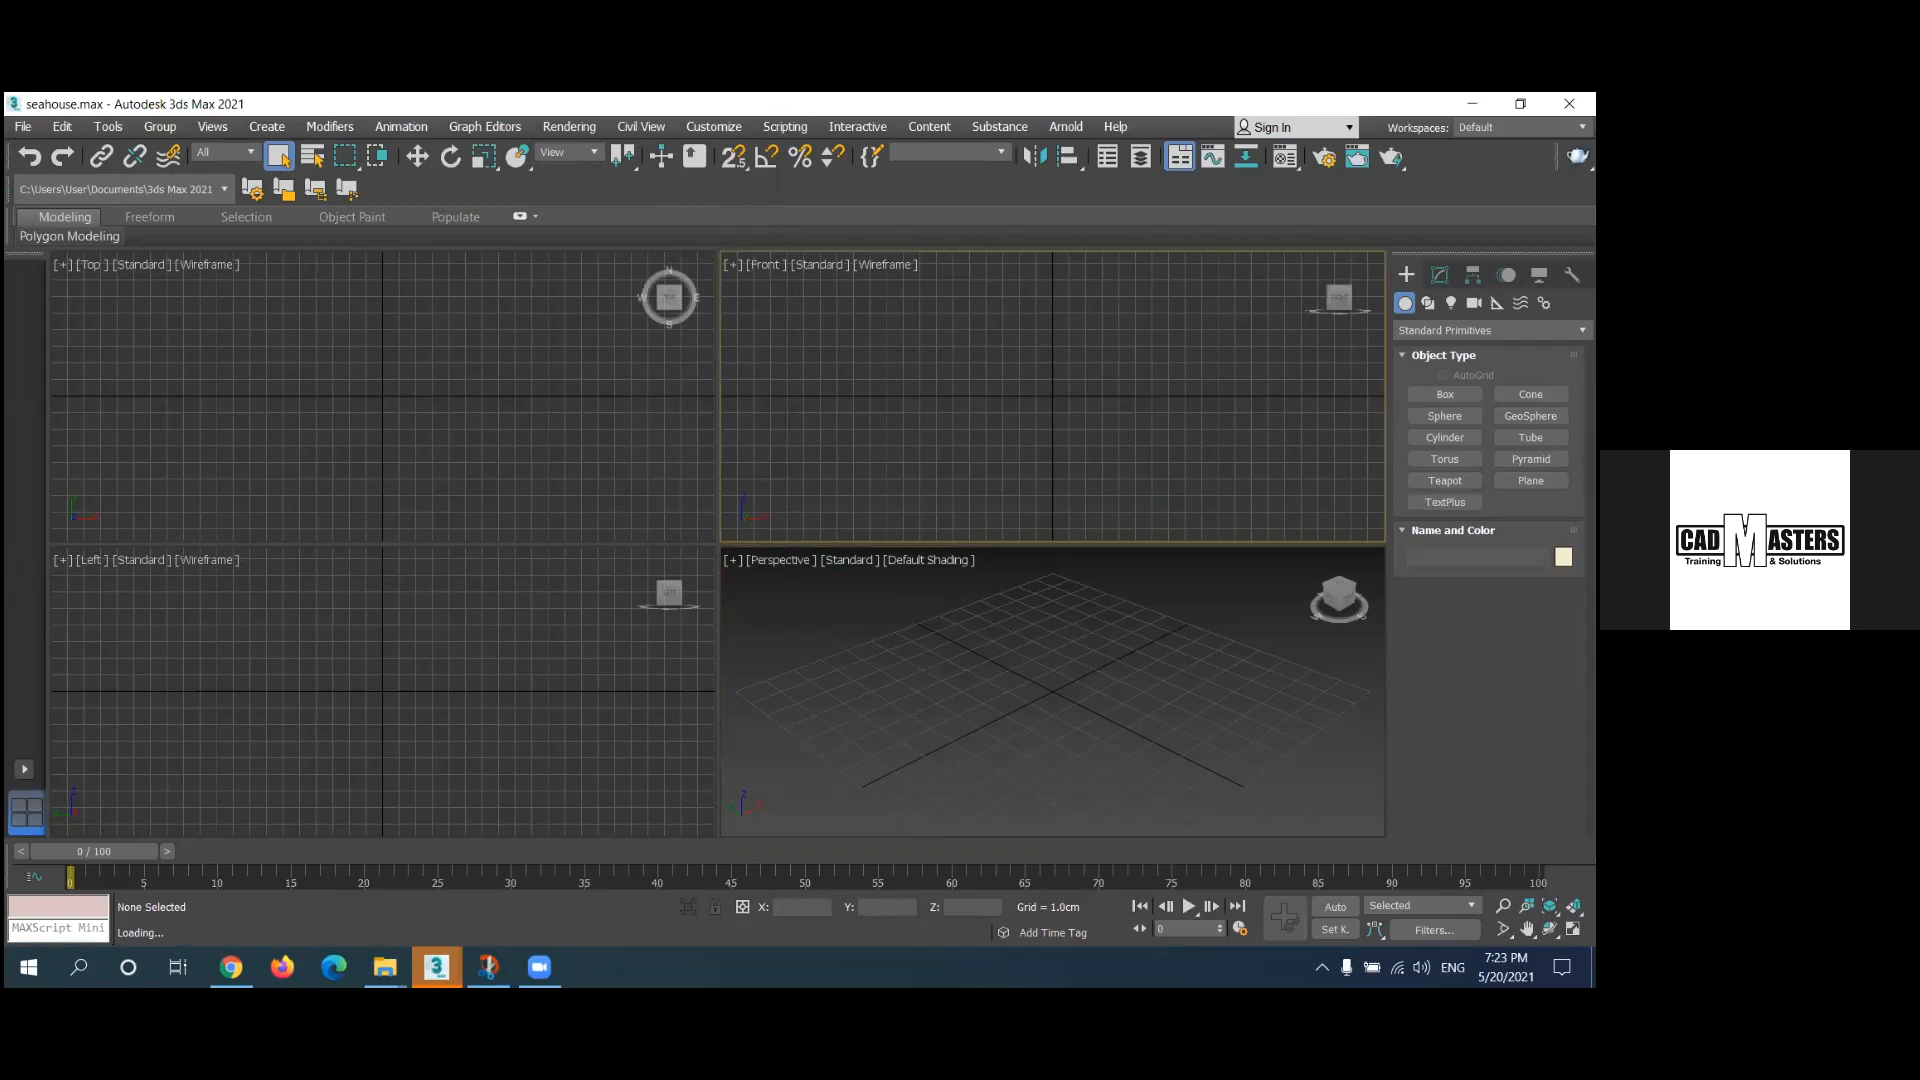 seahouse.max - Autodesk 3ds Max 2021
File Edit Tools Group Views Create Modifiers Animation Graph Editors Rendering Civil View Customize Scripting Interactive Content Substance Arnold Help Sign In Workspaces: Default
All View
C:\Users\User\Documents\3ds Max 2021
Modeling Freeform Selection Object Paint Populate
Polygon Modeling
[+] [Top] [Standard] [Wireframe]
N
W TOP E
S
[+] [Front] [Standard] [Wireframe]
[+] [Left] [Standard] [Wireframe]
LEFT
[+] [Perspective] [Standard] [Default Shading]
Standard Primitives
Object Type
AutoGrid
Box Cone
Sphere GeoSphere
Cylinder Tube
Torus Pyramid
Teapot Plane
TextPlus
Name and Color
CAD MASTERS
Training & Solutions
< 0 / 100 >
0 5 10 15 20 25 30 35 40 45 50 55 60 65 70 75 80 85 90 95 100
None Selected X: Y: Z: Grid = 1.0cm Auto Selected
MAXScript Mini
Loading... Add Time Tag 0 Set K. Filters...
ENG 7:23 PM
5/20/2021